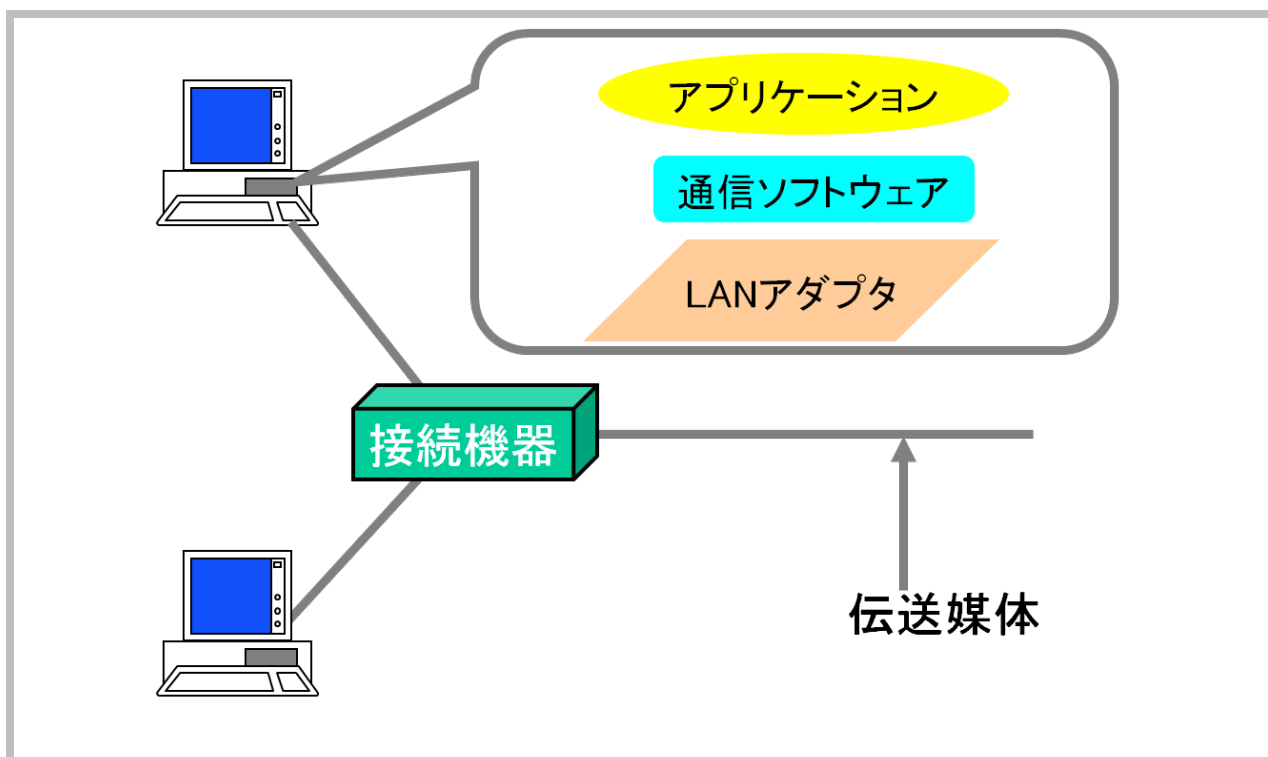 アプリケーション
通信ソフトウェア
LANアダプタ
接続機器
伝送媒体